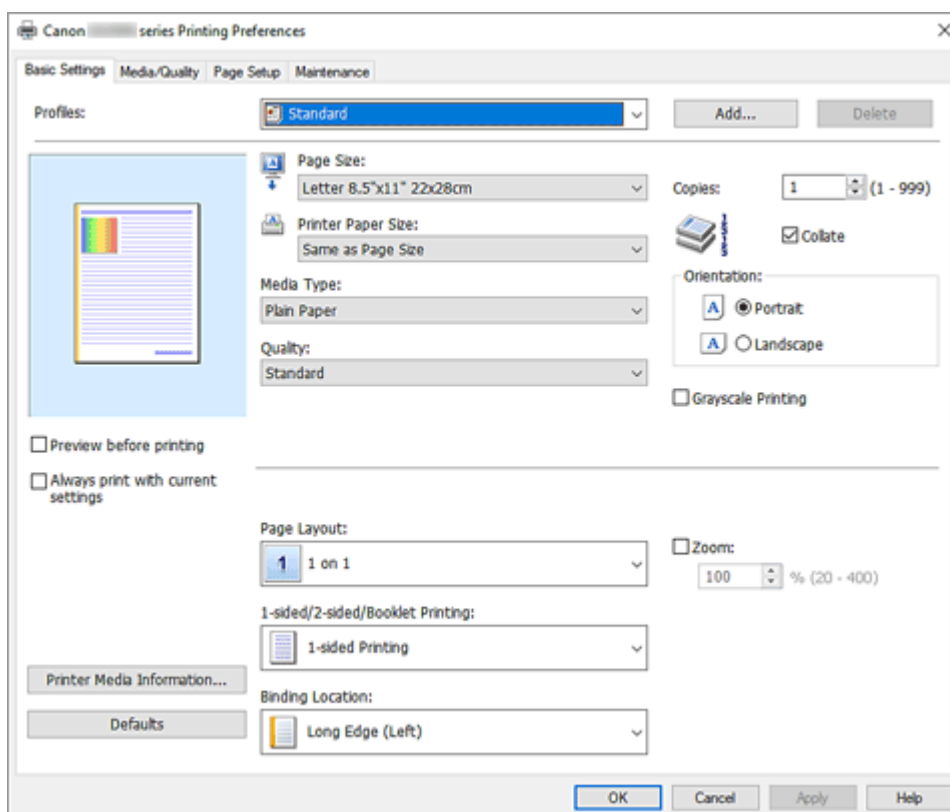 Canon series Printing Preferences
Basic Settings Media/Quality Page Setup Maintenance
Profiles: Standard Add... Delete
Page Size:
Letter 8.5"x11" 22x28cm
Copies: 1 (1 - 999)
Printer Paper Size:
Same as Page Size
Collate
Media Type:
Plain Paper
Orientation:
A Portrait
A Landscape
Quality:
Standard
Grayscale Printing
Preview before printing
Always print with current
settings
Page Layout:
1 1 on 1
Zoom:
100 % (20 - 400)
1-sided/2-sided/Booklet Printing:
1-sided Printing
Printer Media Information...
Binding Location:
Defaults
Long Edge (Left)
OK Cancel Apply Help